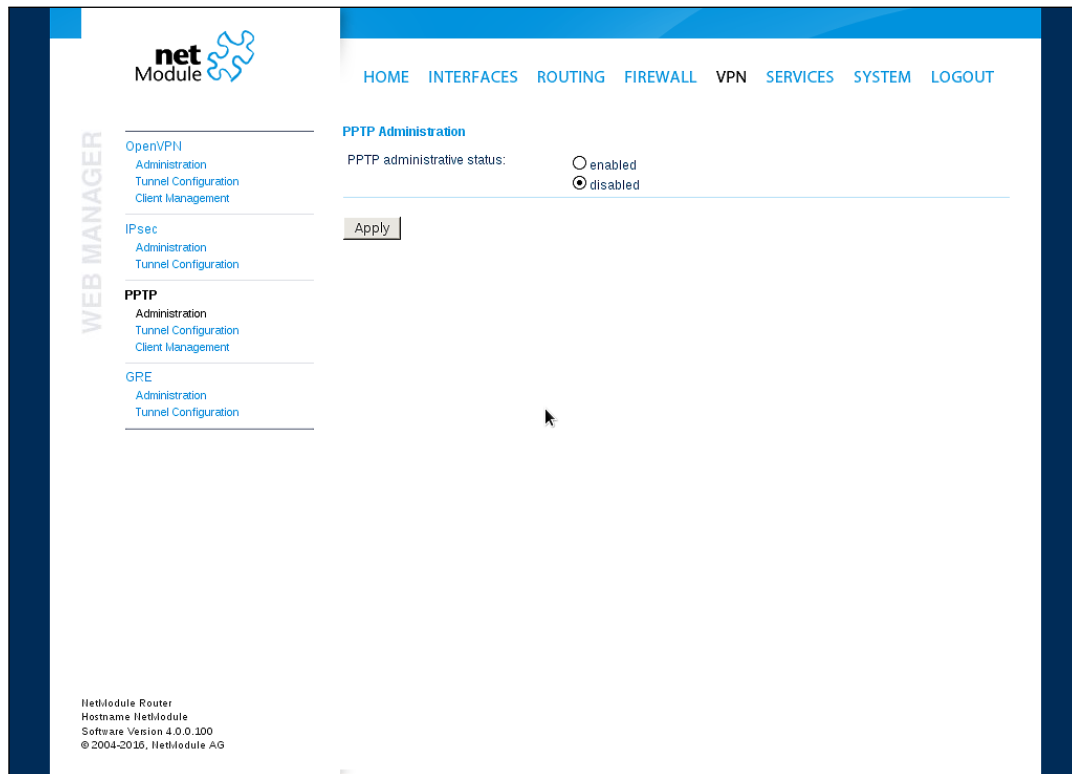 net
Module
HOME INTERFACES ROUTING FIREWALL VPN SERVICES SYSTEM LOGOUT
WEB MANAGER
OpenVPN
Administration
Tunnel Configuration
Client Management
IPsec
Administration
Tunnel Configuration
PPTP
Administration
Tunnel Configuration
Client Management
GRE
Administration
Tunnel Configuration
PPTP Administration
PPTP administrative status:
enabled
disabled
Apply
NetModule Router
Hostname NetModule
Software Version 4.0.0.100
© 2004-2016, NetModule AG